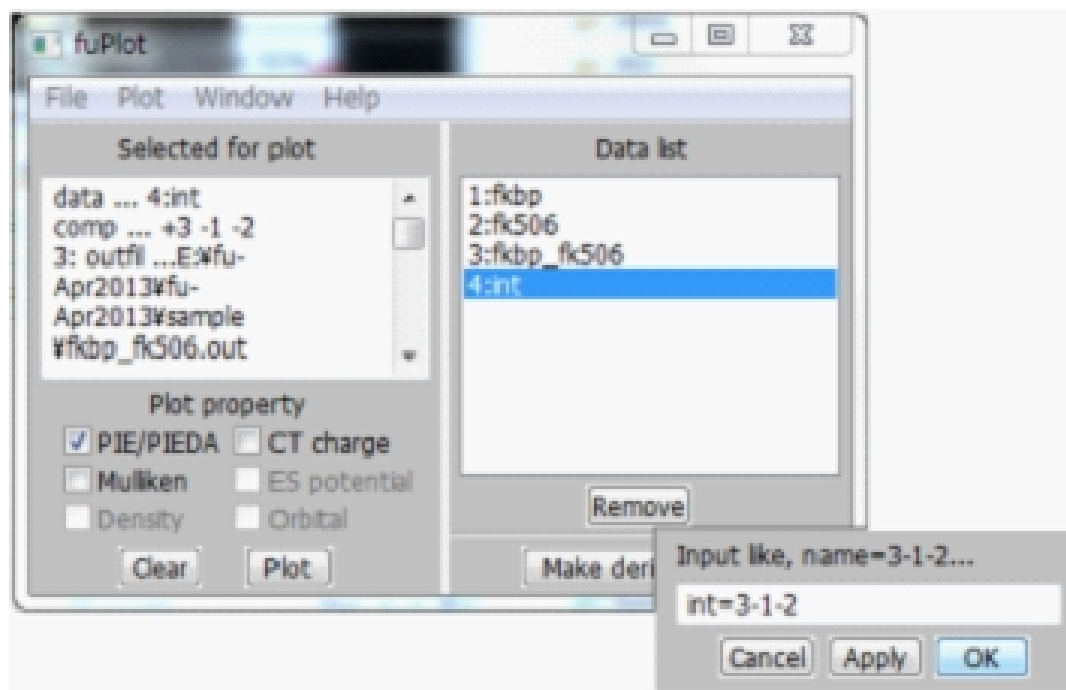 fuPlot
File Plot Window Help
Selected for plot
data ... 4:int
comp ... +3 -1 -2
3: outfil ...E:¥fu-
Apr2013¥fu-
Apr2013¥sample
¥fkbp_fk506.out
Plot property
PIE/PIEDA CT charge
Mulliken ES potential
Density Orbital
Clear Plot
Data list
1:fkbp
2:fk506
3:fkbp_fk506
4:int
Remove
Make deri
Input like, name=3-1-2...
int=3-1-2
Cancel Apply OK